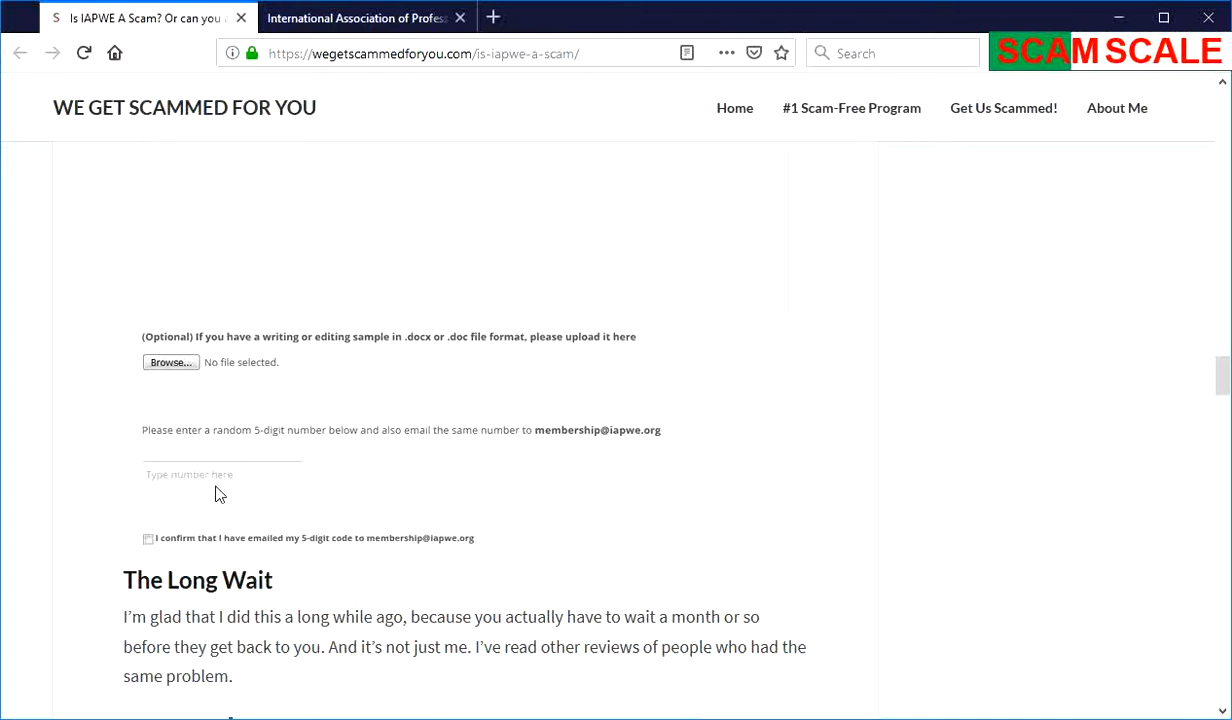 Is IAPWE A Scam? Or can you
International Association of Profess
https://wegetscammedforyou.com/is-iapwe-a-scam/
Search
SCAM SCALE
WE GET SCAMMED FOR YOU
Home
#1 Scam-Free Program
Get Us Scammed!
About Me
(Optional) If you have a writing or editing sample in .docx or .doc file format, please upload it here
Browse... No file selected.
Please enter a random 5-digit number below and also email the same number to membership@iapwe.org
Type number here
I confirm that I have emailed my 5-digit code to membership@iapwe.org
The Long Wait
I'm glad that I did this a long while ago, because you actually have to wait a month or so
before they get back to you. And it's not just me. I've read other reviews of people who had the
same problem.